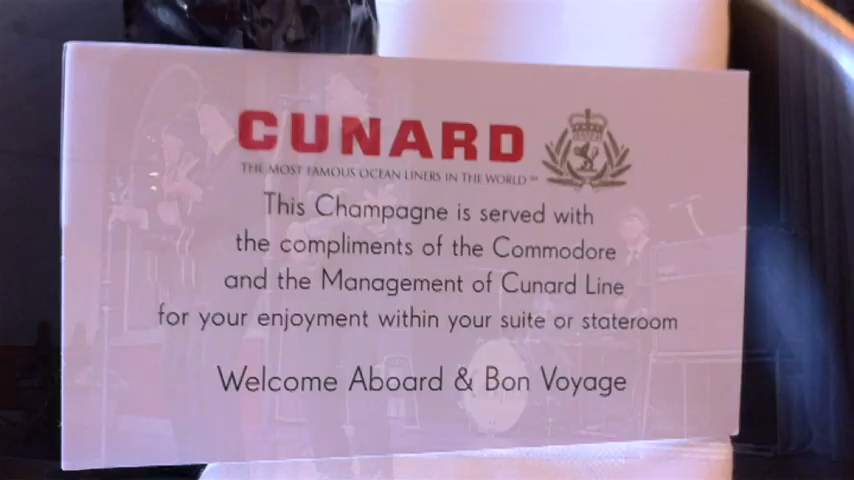 CUNARD
THE MOST FAMOUS OCEAN LINERS IN THE WORLD℠
This Champagne is served with
the compliments of the Commodore
and the Management of Cunard Line
for your enjoyment within your suite or stateroom
Welcome Aboard & Bon Voyage